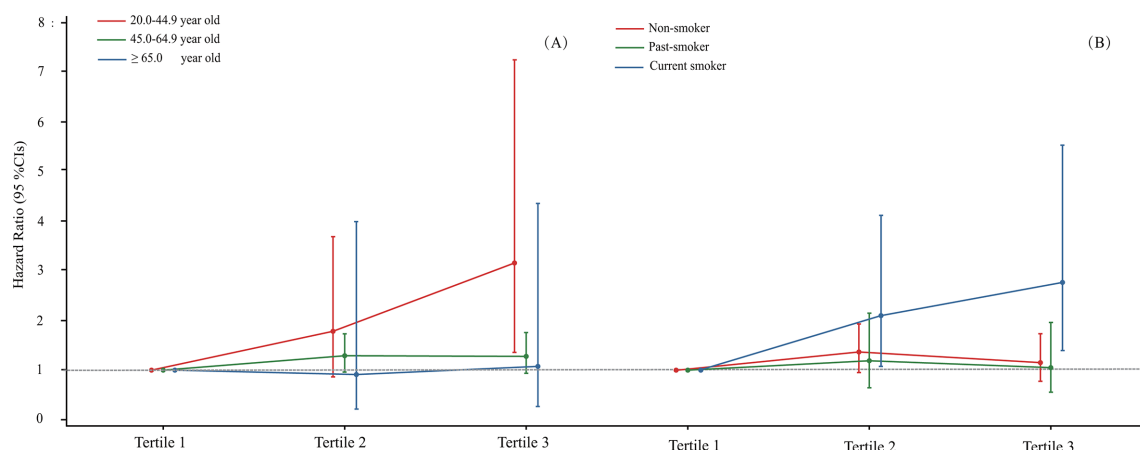 8 :
7
6
5
4
3
2
1
0
Hazard Ratio (95 %CIs)
20.0-44.9 year old
45.0-64.9 year old
≥ 65.0 year old
(A)
Tertile 1
Tertile 2
Tertile 3
Non-smoker
Past-smoker
Current smoker
(B)
Tertile 1
Tertile 2
Tertile 3